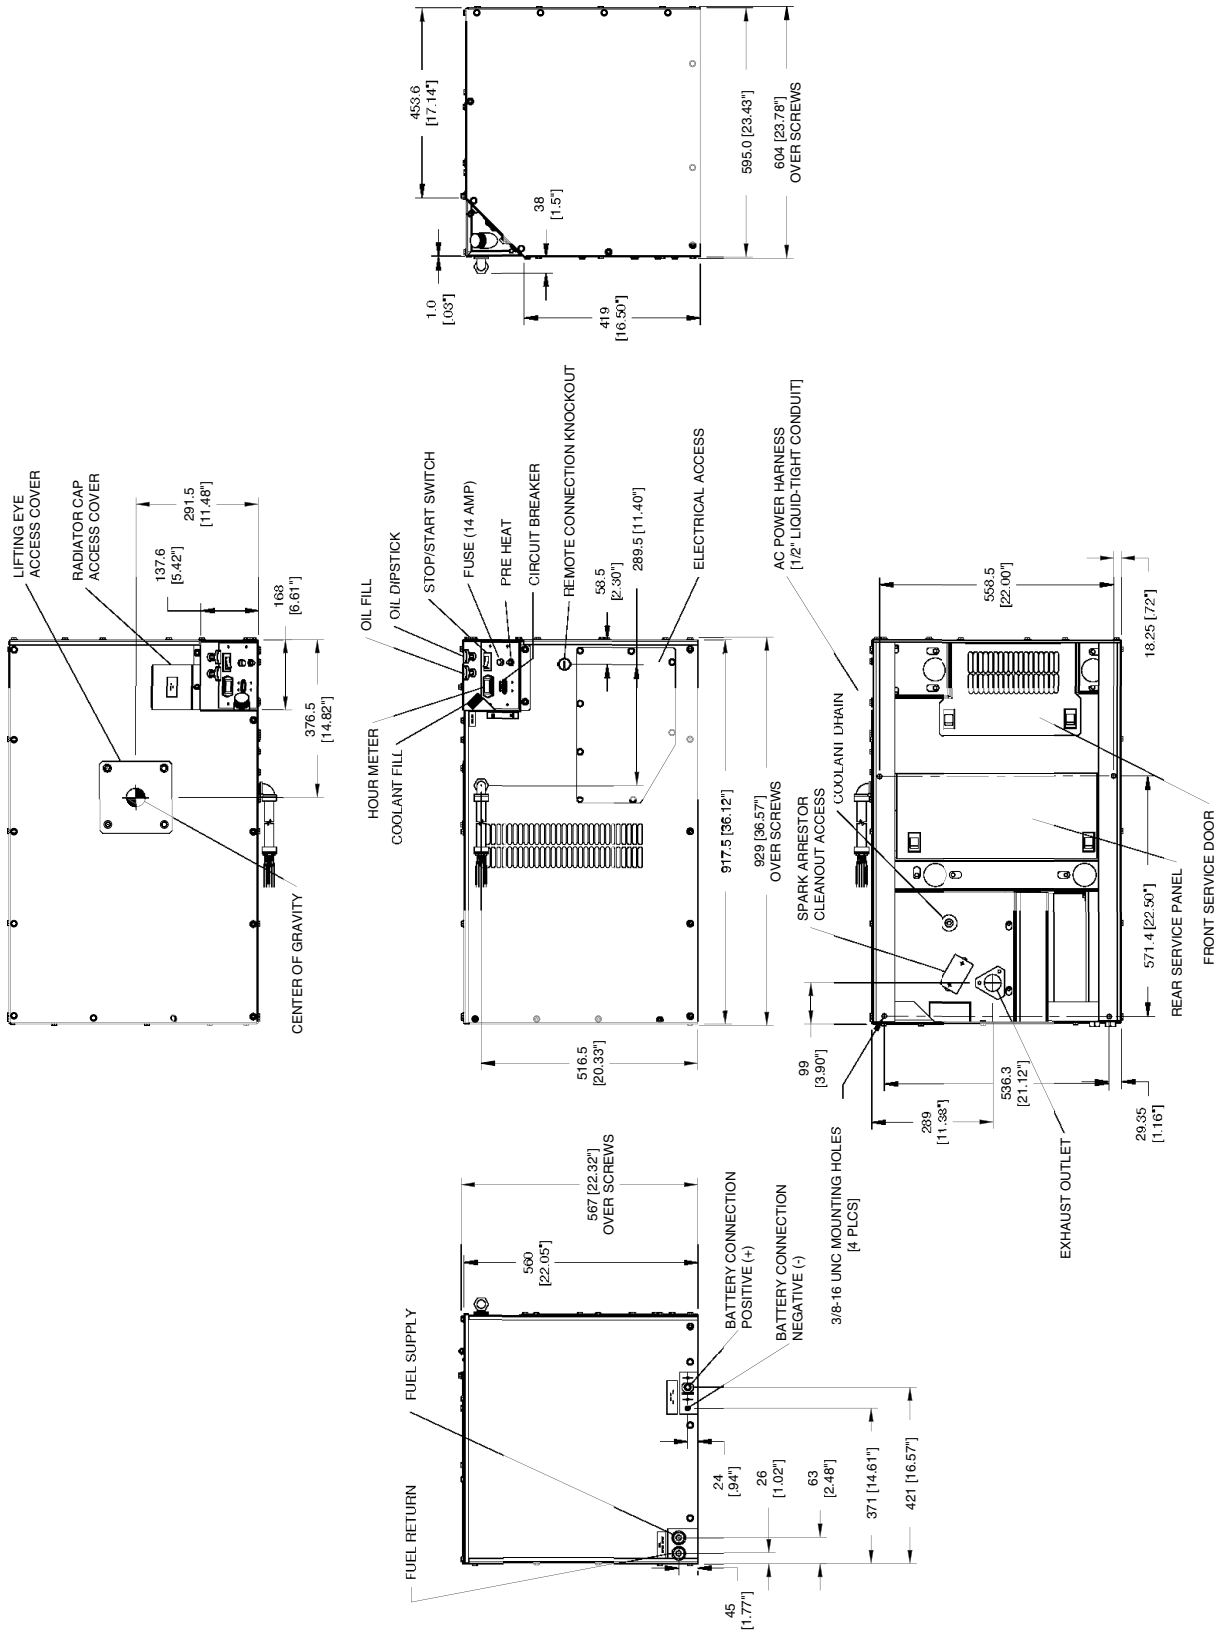 453.6
[17.14"]
38
[1.5"]
1.0
[.03"]
419
[16.50"]
595.0 [23.43"]
604 [23.78"]
OVER SCREWS
LIFTING EYE
ACCESS COVER
RADIATOR CAP
ACCESS COVER
291.5
[11.48"]
137.6
[5.42"]
168
[6.61"]
376.5
[14.82"]
CENTER OF GRAVITY
OIL FILL
OIL DIPSTICK
STOP/START SWITCH
FUSE (14 AMP)
PRE HEAT
CIRCUIT BREAKER
REMOTE CONNECTION KNOCKOUT
58.5
[2.30"]
289.5 [11.40"]
ELECTRICAL ACCESS
HOUR METER
COOLANT FILL
917.5 [36.12"]
929 [36.57"]
OVER SCREWS
516.5
[20.33"]
AC POWER HARNESS
[1/2" LIQUID-TIGHT CONDUIT]
558.5
[22.00"]
18.25 [.72"]
COOLANT DRAIN
SPARK ARRESTOR
CLEANOUT ACCESS
571.4 [22.50"]
REAR SERVICE PANEL
FRONT SERVICE DOOR
99
[3.90"]
536.3
[21.12"]
289
[11.38"]
29.35
[1.16"]
3/8-16 UNC MOUNTING HOLES
[4 PLCS]
EXHAUST OUTLET
567 [22.32"]
OVER SCREWS
560
[22.05"]
BATTERY CONNECTION
POSITIVE (+)
BATTERY CONNECTION
NEGATIVE (-)
FUEL SUPPLY
FUEL RETURN
24
[.94"]
26
[1.02"]
63
[2.48"]
371 [14.61"]
421 [16.57"]
45
[1.77"]